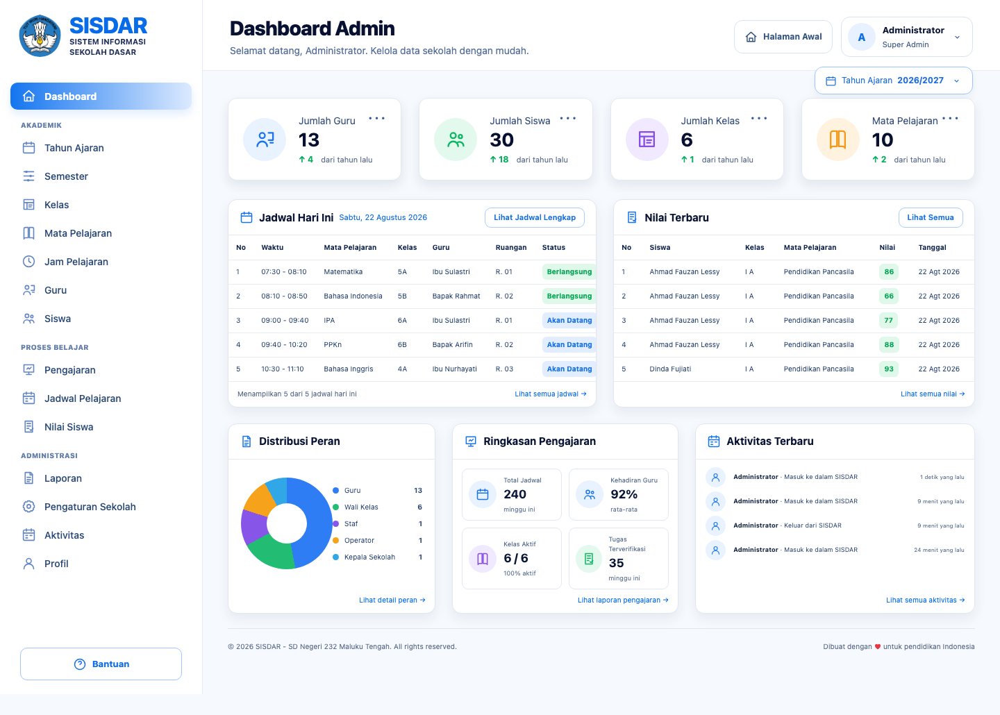 SISDAR
SISTEM INFORMASI
SEKOLAH DASAR
Dashboard
AKADEMIK
Tahun Ajaran
Semester
Kelas
Mata Pelajaran
Jam Pelajaran
Guru
Siswa
PROSES BELAJAR
Pengajaran
Jadwal Pelajaran
Nilai Siswa
ADMINISTRASI
Laporan
Pengaturan Sekolah
Aktivitas
Profil
Bantuan
Dashboard Admin
Selamat datang, Administrator. Kelola data sekolah dengan mudah.
Halaman Awal
A
Administrator
Super Admin
Tahun Ajaran 2026/2027
Jumlah Guru
13
↑ 4 dari tahun lalu
Jumlah Siswa
30
↑ 18 dari tahun lalu
Jumlah Kelas
6
↑ 1 dari tahun lalu
Mata Pelajaran
10
↑ 2 dari tahun lalu
Jadwal Hari Ini Sabtu, 22 Agustus 2026 Lihat Jadwal Lengkap
No Waktu Mata Pelajaran Kelas Guru Ruangan Status
1 07:30 - 08:10 Matematika 5A Ibu Sulastri R. 01 Berlangsung
2 08:10 - 08:50 Bahasa Indonesia 5B Bapak Rahmat R. 02 Berlangsung
3 09:00 - 09:40 IPA 6A Ibu Sulastri R. 01 Akan Datang
4 09:40 - 10:20 PPKn 6B Bapak Arifin R. 02 Akan Datang
5 10:30 - 11:10 Bahasa Inggris 4A Ibu Nurhayati R. 03 Akan Datang
Menampilkan 5 dari 5 jadwal hari ini Lihat semua jadwal →
Nilai Terbaru Lihat Semua
No Siswa Kelas Mata Pelajaran Nilai Tanggal
1 Ahmad Fauzan Lessy I A Pendidikan Pancasila 86 22 Agt 2026
2 Ahmad Fauzan Lessy I A Pendidikan Pancasila 66 22 Agt 2026
3 Ahmad Fauzan Lessy I A Pendidikan Pancasila 77 22 Agt 2026
4 Ahmad Fauzan Lessy I A Pendidikan Pancasila 88 22 Agt 2026
5 Dinda Fujiati I A Pendidikan Pancasila 93 22 Agt 2026
Lihat semua nilai →
Distribusi Peran
Guru 13
Wali Kelas 6
Staf 1
Operator 1
Kepala Sekolah 1
Lihat detail peran →
Ringkasan Pengajaran
Total Jadwal
240
minggu ini
Kehadiran Guru
92%
rata-rata
Kelas Aktif
6 / 6
100% aktif
Tugas
Terverifikasi
35
minggu ini
Lihat laporan pengajaran →
Aktivitas Terbaru
Administrator · Masuk ke dalam SISDAR 1 detik yang lalu
Administrator · Masuk ke dalam SISDAR 9 menit yang lalu
Administrator · Keluar dari SISDAR 9 menit yang lalu
Administrator · Masuk ke dalam SISDAR 24 menit yang lalu
Lihat semua aktivitas →
© 2026 SISDAR - SD Negeri 232 Maluku Tengah. All rights reserved.
Dibuat dengan ♥ untuk pendidikan Indonesia